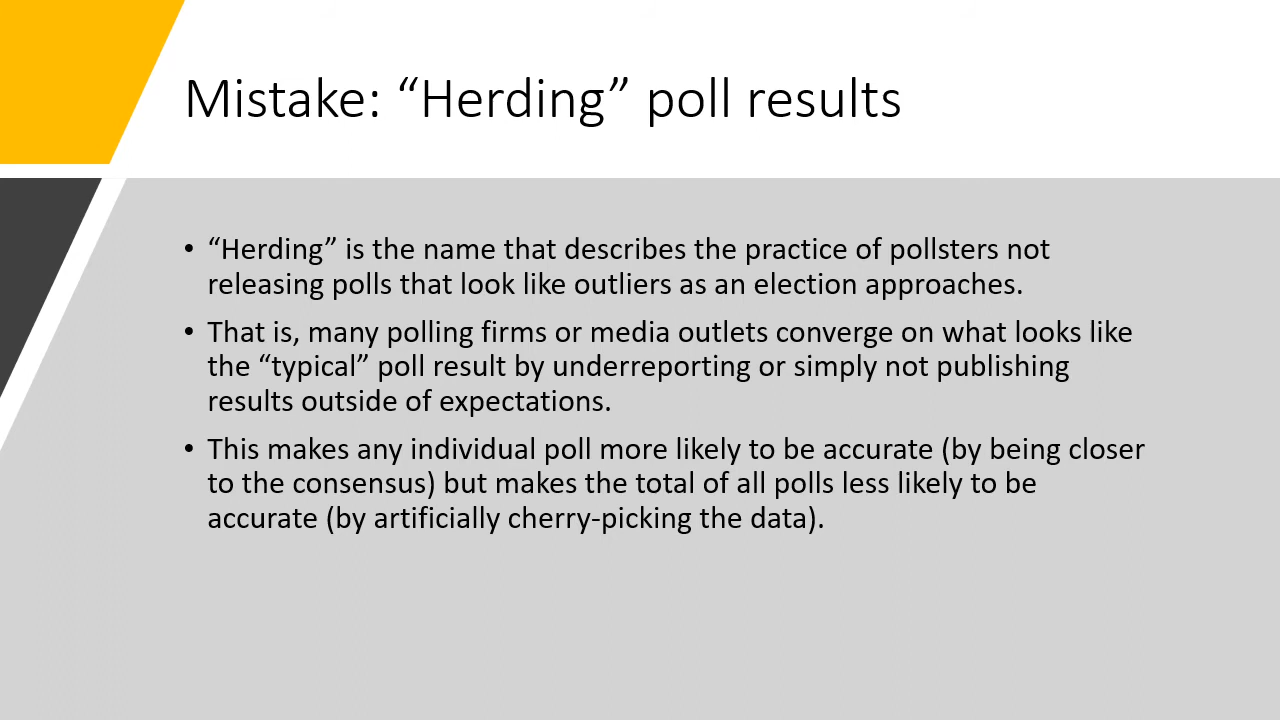 Mistake: “Herding” poll results
• “Herding” is the name that describes the practice of pollsters not
releasing polls that look like outliers as an election approaches.
• That is, many polling firms or media outlets converge on what looks like
the “typical” poll result by underreporting or simply not publishing
results outside of expectations.
• This makes any individual poll more likely to be accurate (by being closer
to the consensus) but makes the total of all polls less likely to be
accurate (by artificially cherry-picking the data).